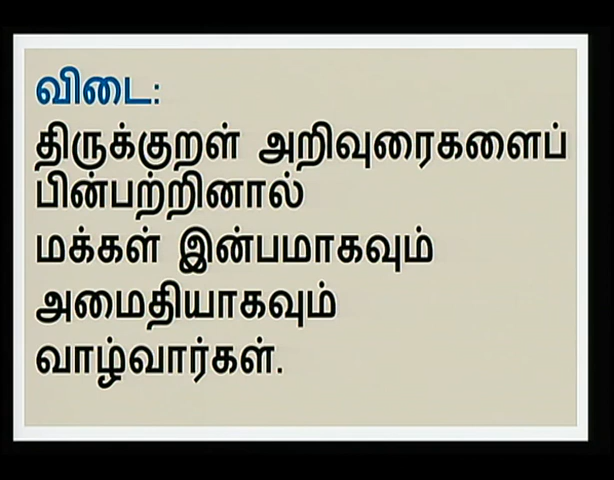 விடை:
திருக்குறள் அறிவுரைகளைப்
பின்பற்றினால்
மக்கள் இன்பமாகவும்
அமைதியாகவும்
வாழ்வார்கள்.